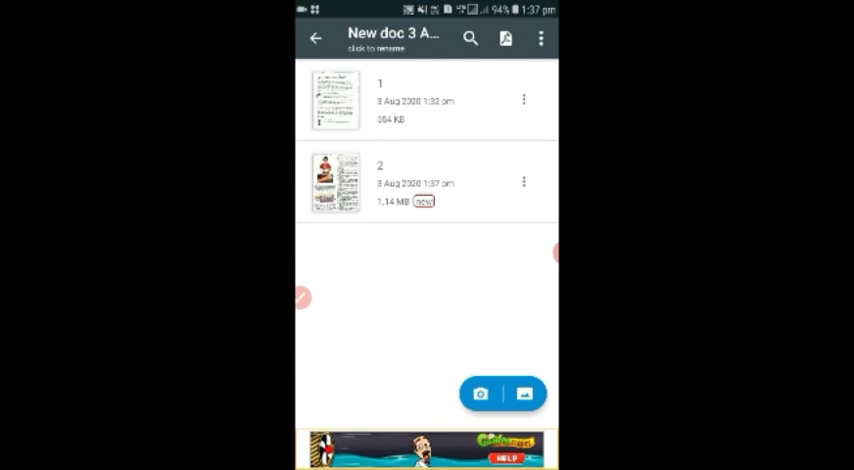 94% 1:37 pm
New doc 3 A...
click to rename
1
3 Aug 2020 1:32 pm
554 KB
2
3 Aug 2020 1:37 pm
1.14 MB new
HELP